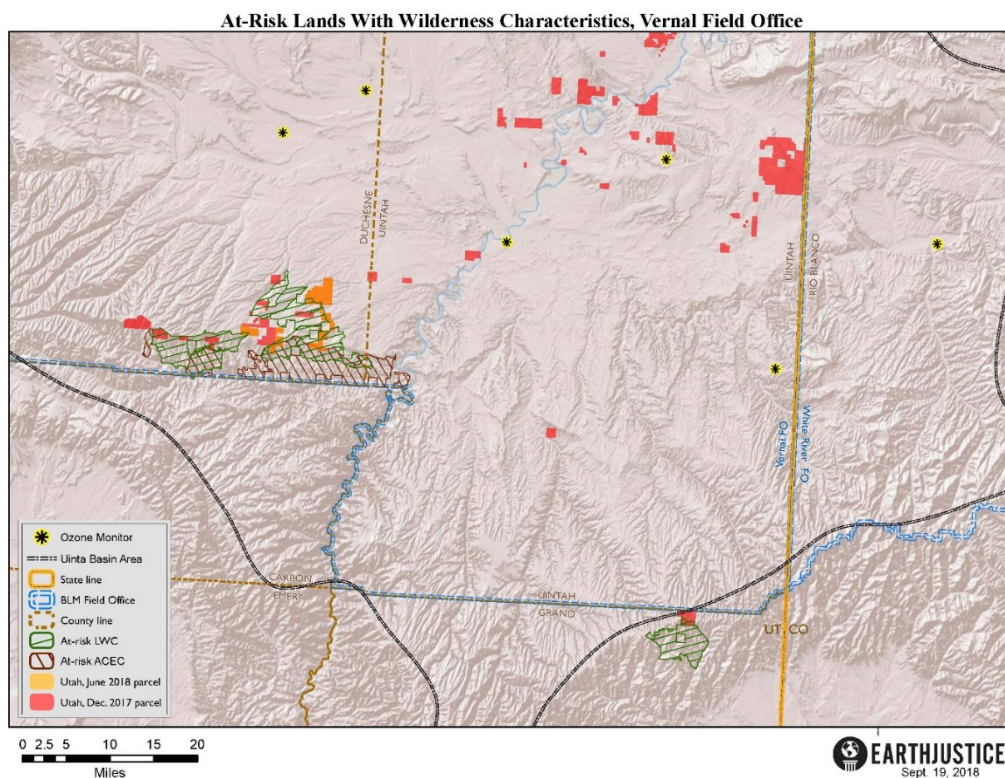 At-Risk Lands With Wilderness Characteristics, Vernal Field Office
DUCHESNE
UINTAH
UINTAH
RIO BLANCO
Vernal FO
White River FO
CARBON
EMERY
UINTAH
GRAND
UT
CO
Ozone Monitor
Uinta Basin Area
State line
BLM Field Office
County line
At-risk LWC
At-risk ACEC
Utah, June 2018 parcel
Utah, Dec. 2017 parcel
0 2.5 5 10 15 20
Miles
EARTHJUSTICE
Sept. 19, 2018